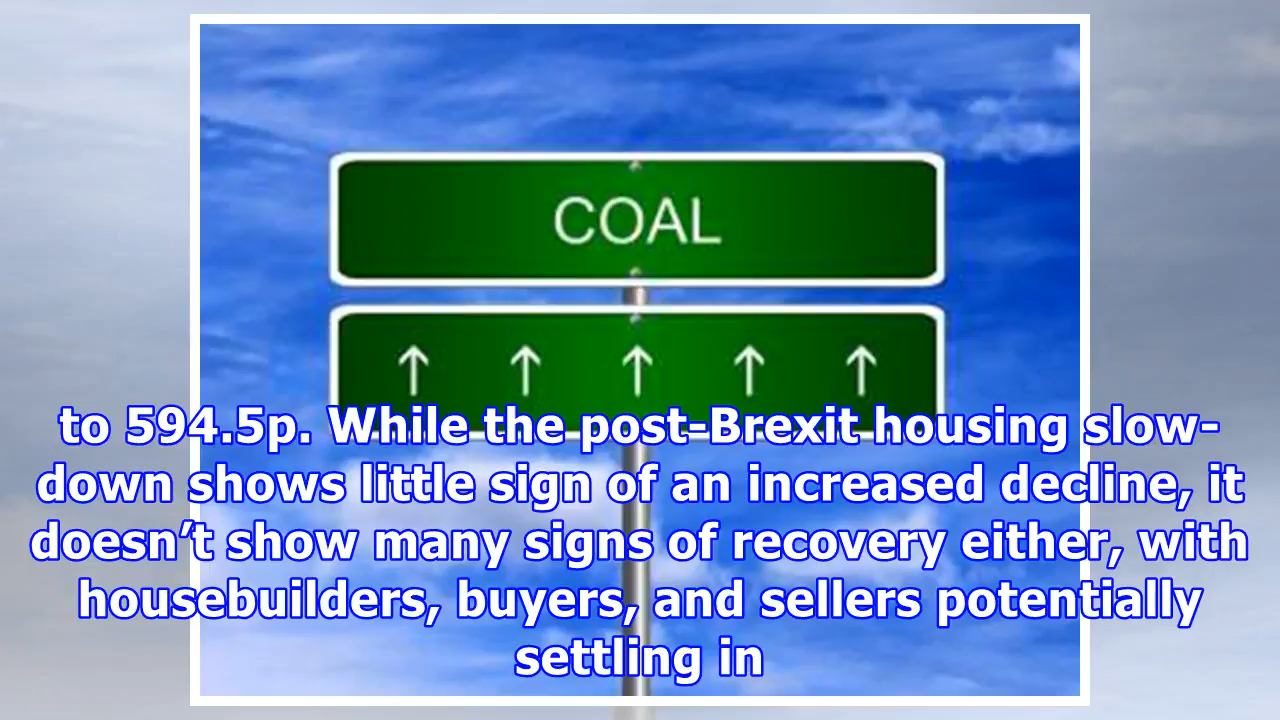 COAL
↑ ↑ ↑ ↑ ↑
to 594.5p. While the post-Brexit housing slow-
down shows little sign of an increased decline, it
doesn’t show many signs of recovery either, with
housebuilders, buyers, and sellers potentially
settling in